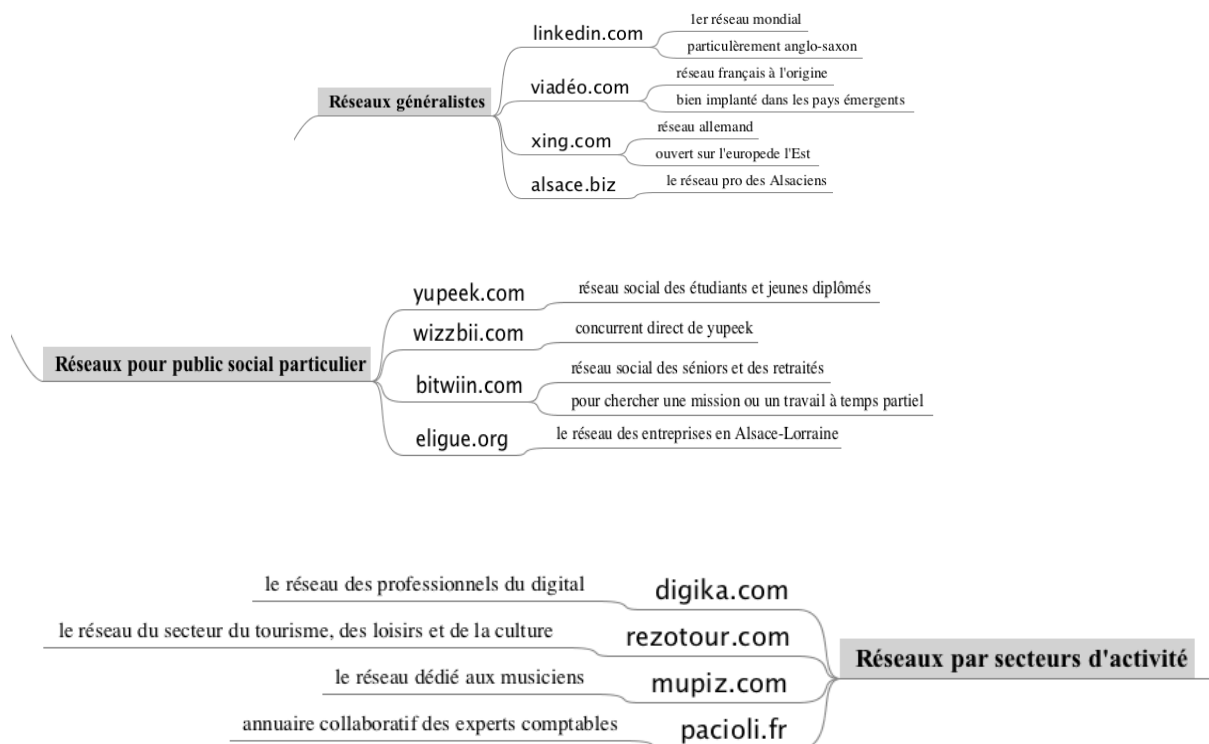 Réseaux généralistes
linkedin.com
1er réseau mondial
particulèrement anglo-saxon
viadéo.com
réseau français à l'origine
bien implanté dans les pays émergents
xing.com
réseau allemand
ouvert sur l'europede l'Est
alsace.biz
le réseau pro des Alsaciens
Réseaux pour public social particulier
yupeek.com
réseau social des étudiants et jeunes diplômés
wizzbii.com
concurrent direct de yupeek
bitwiin.com
réseau social des séniors et des retraités
pour chercher une mission ou un travail à temps partiel
eligue.org
le réseau des entreprises en Alsace-Lorraine
Réseaux par secteurs d'activité
digika.com
le réseau des professionnels du digital
rezotour.com
le réseau du secteur du tourisme, des loisirs et de la culture
mupiz.com
le réseau dédié aux musiciens
pacioli.fr
annuaire collaboratif des experts comptables